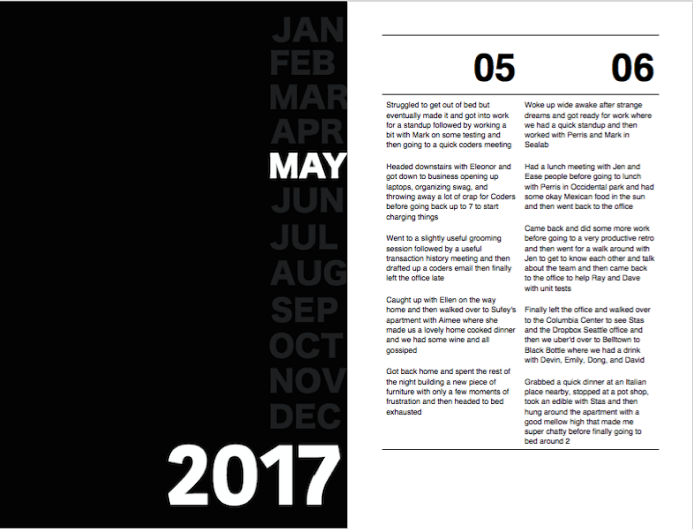 JAN
FEB
MAR
APR
MAY
JUN
JUL
AUG
SEP
OCT
NOV
DEC
2017
05
Struggled to get out of bed but
eventually made it and got into work
for a standup followed by working a
bit with Mark on some testing and
then going to a quick coders meeting
Headed downstairs with Eleonor and
got down to business opening up
laptops, organizing swag, and
throwing away a lot of crap for Coders
before going back up to 7 to start
charging things
Went to a slightly useful grooming
session followed by a useful
transaction history meeting and then
drafted up a coders email then finally
left the office late
Caught up with Ellen on the way
home and then walked over to Sufey's
apartment with Aimee where she
made us a lovely home cooked dinner
and we had some wine and all
gossiped
Got back home and spent the rest of
the night building a new piece of
furniture with only a few moments of
frustration and then headed to bed
exhausted
06
Woke up wide awake after strange
dreams and got ready for work where
we had a quick standup and then
worked with Perris and Mark in
Sealab
Had a lunch meeting with Jen and
Ease people before going to lunch
with Perris in Occidental park and had
some okay Mexican food in the sun
and then went back to the office
Came back and did some more work
before going to a very productive retro
and then went for a walk around with
Jen to get to know each other and talk
about the team and then came back
to the office to help Ray and Dave
with unit tests
Finally left the office and walked over
to the Columbia Center to see Stas
and the Dropbox Seattle office and
then we uber'd over to Belltown to
Black Bottle where we had a drink
with Devin, Emily, Dong, and David
Grabbed a quick dinner at an Italian
place nearby, stopped at a pot shop,
took an edible with Stas and then
hung around the apartment with a
good mellow high that made me
super chatty before finally going to
bed around 2